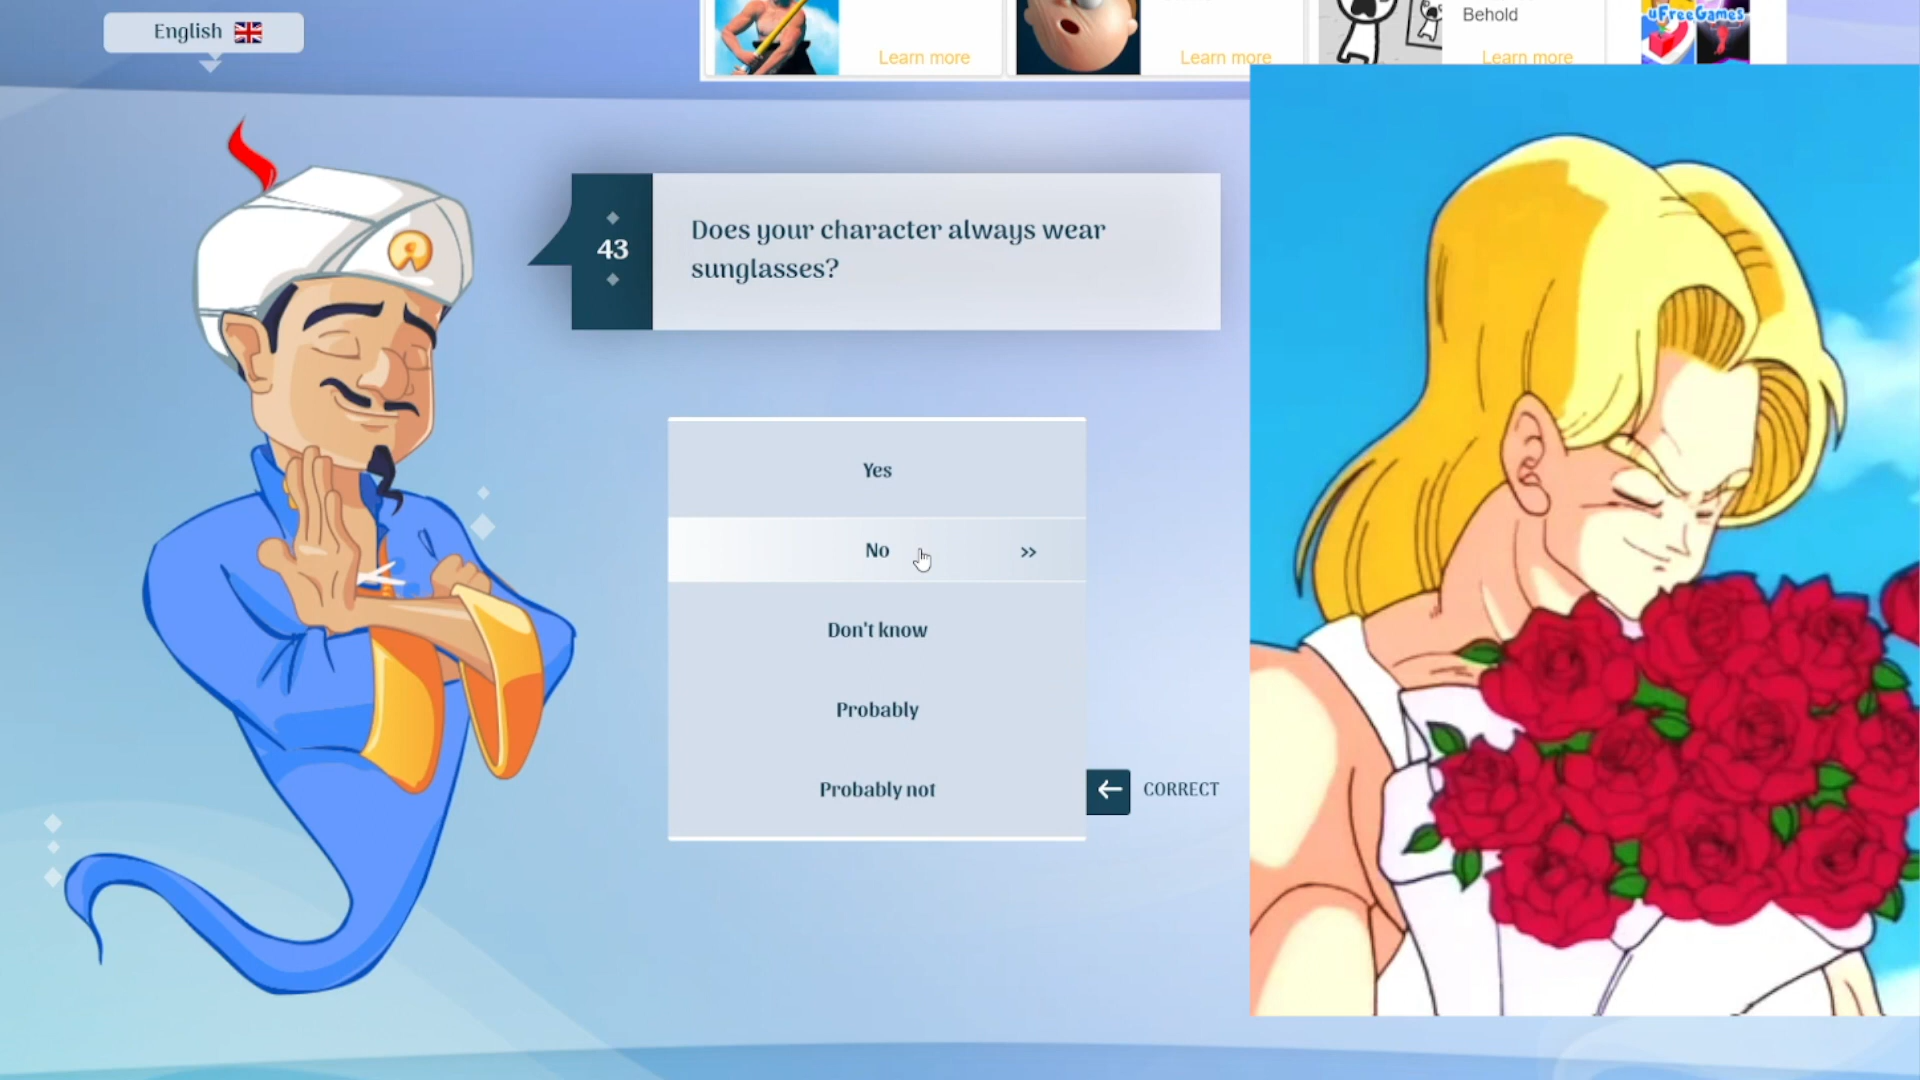 English
Learn more
Learn more
Behold
Learn more
uFreeGames
43
Does your character always wear
sunglasses?
Yes
No >>
Don't know
Probably
Probably not
CORRECT